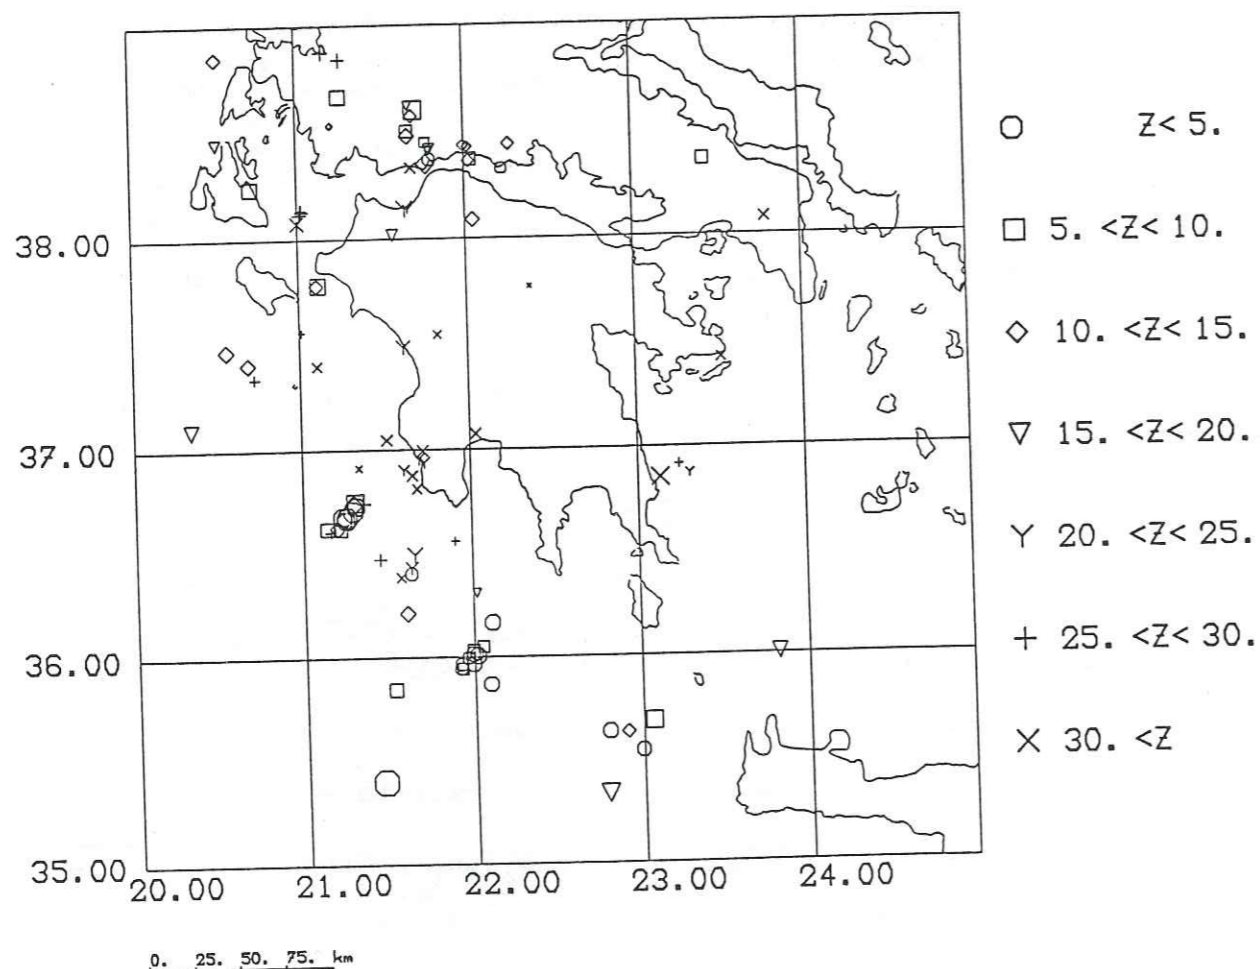 Z< 5.
5. <Z< 10.
10. <Z< 15.
15. <Z< 20.
20. <Z< 25.
25. <Z< 30.
30. <Z
38.00
37.00
36.00
35.00
20.00 21.00 22.00 23.00 24.00
0. 25. 50. 75. km